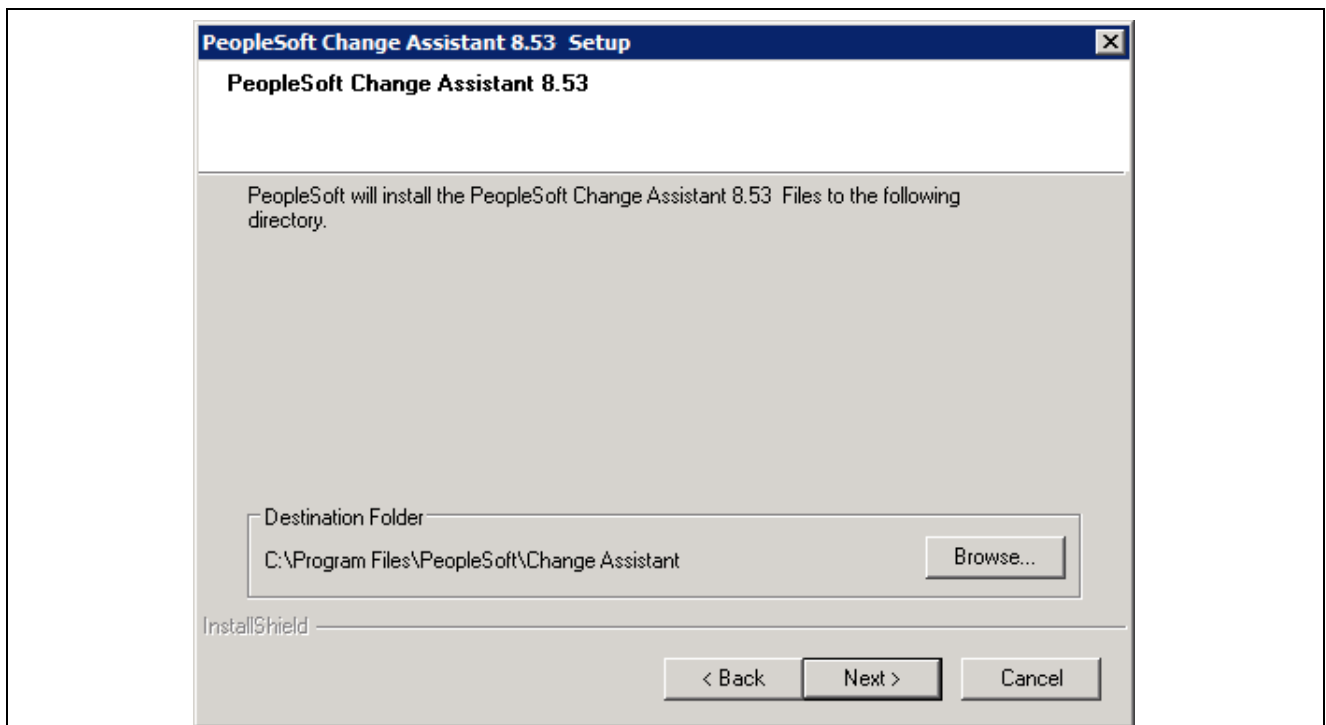 PeopleSoft Change Assistant 8.53 Setup
PeopleSoft Change Assistant 8.53
PeopleSoft will install the PeopleSoft Change Assistant 8.53 Files to the following
directory.
Destination Folder
C:\Program Files\PeopleSoft\Change Assistant
Browse...
InstallShield
< Back
Next >
Cancel